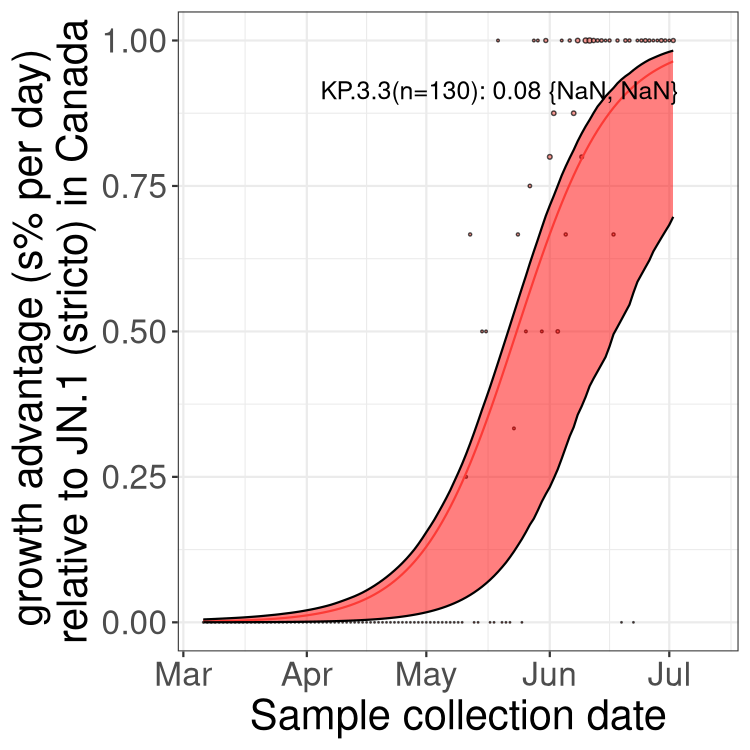 growth advantage (s% per day)
relative to JN.1 (stricto) in Canada
1.00
0.75
0.50
0.25
0.00
KP.3.3(n=130): 0.08 {NaN, NaN}
Mar Apr May Jun Jul
Sample collection date